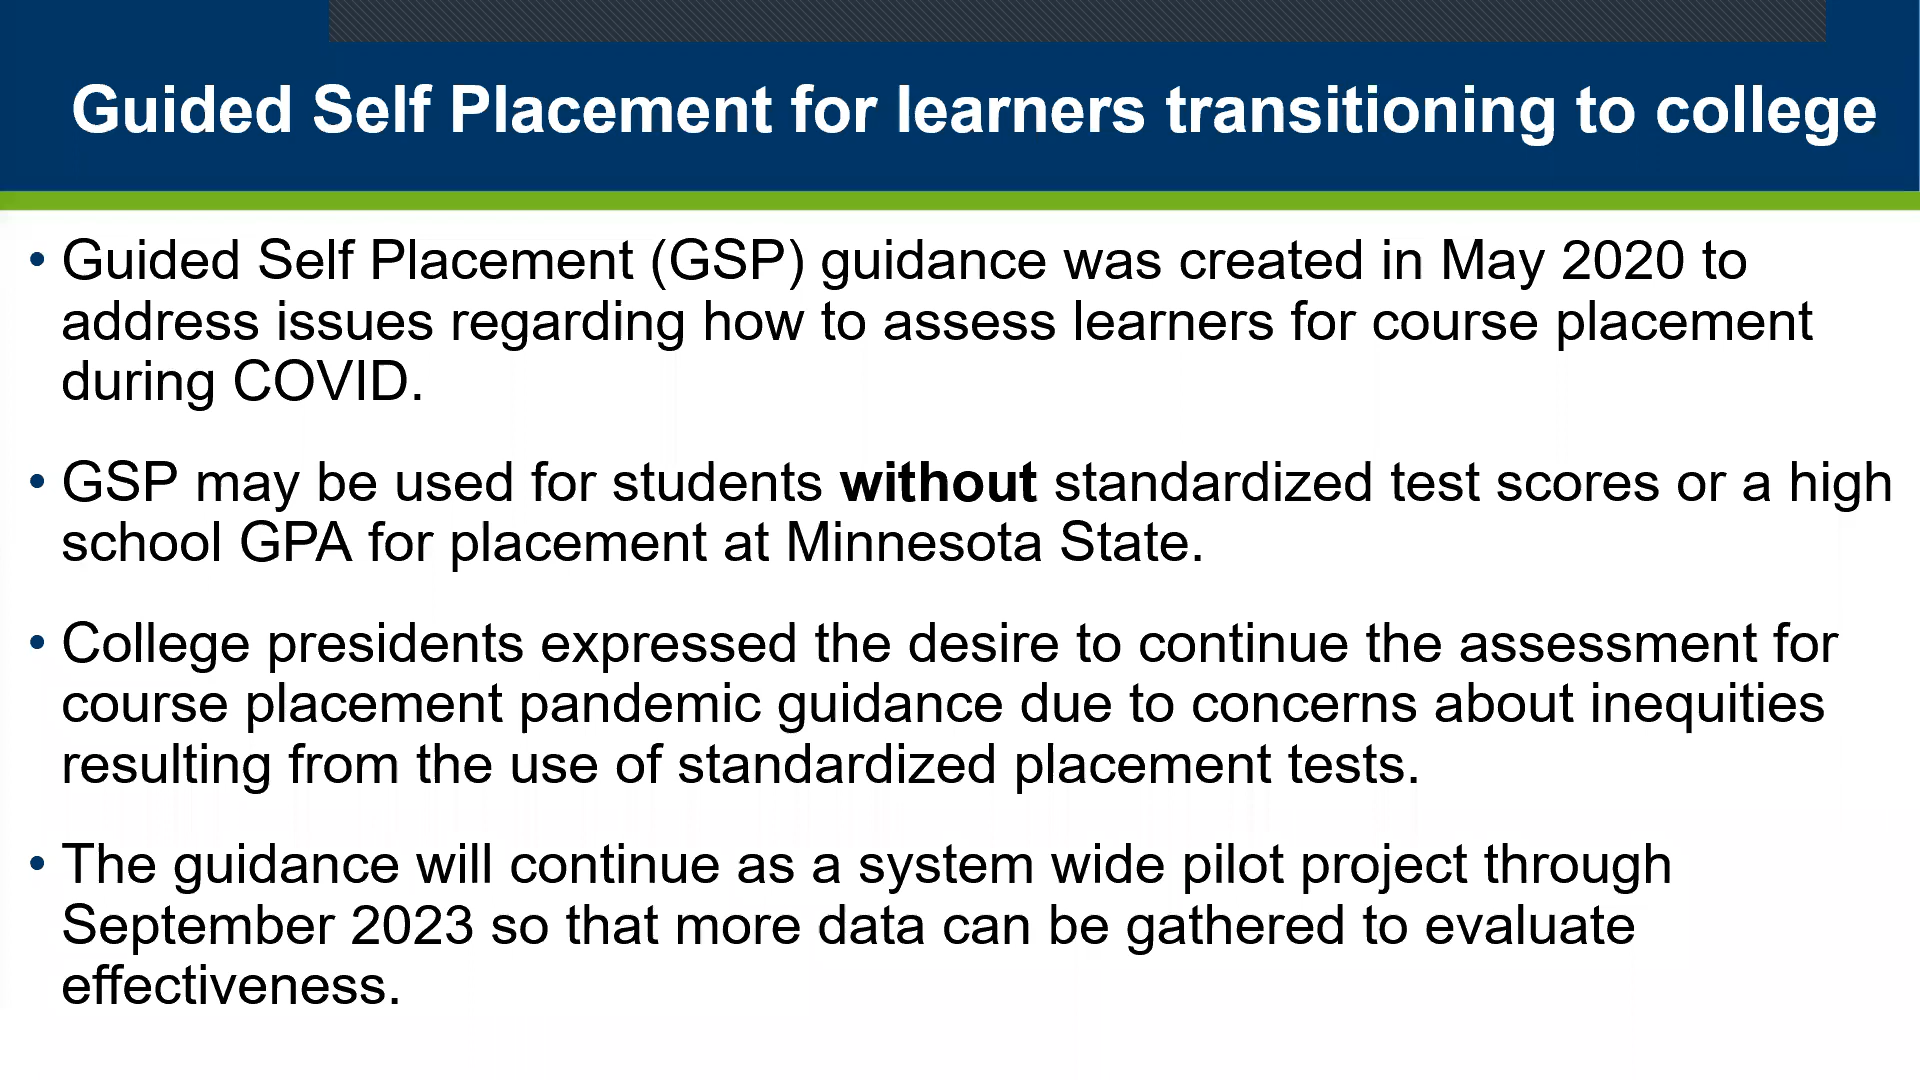 Guided Self Placement for learners transitioning to college
• Guided Self Placement (GSP) guidance was created in May 2020 to
address issues regarding how to assess learners for course placement
during COVID.
• GSP may be used for students without standardized test scores or a high
school GPA for placement at Minnesota State.
• College presidents expressed the desire to continue the assessment for
course placement pandemic guidance due to concerns about inequities
resulting from the use of standardized placement tests.
• The guidance will continue as a system wide pilot project through
September 2023 so that more data can be gathered to evaluate
effectiveness.